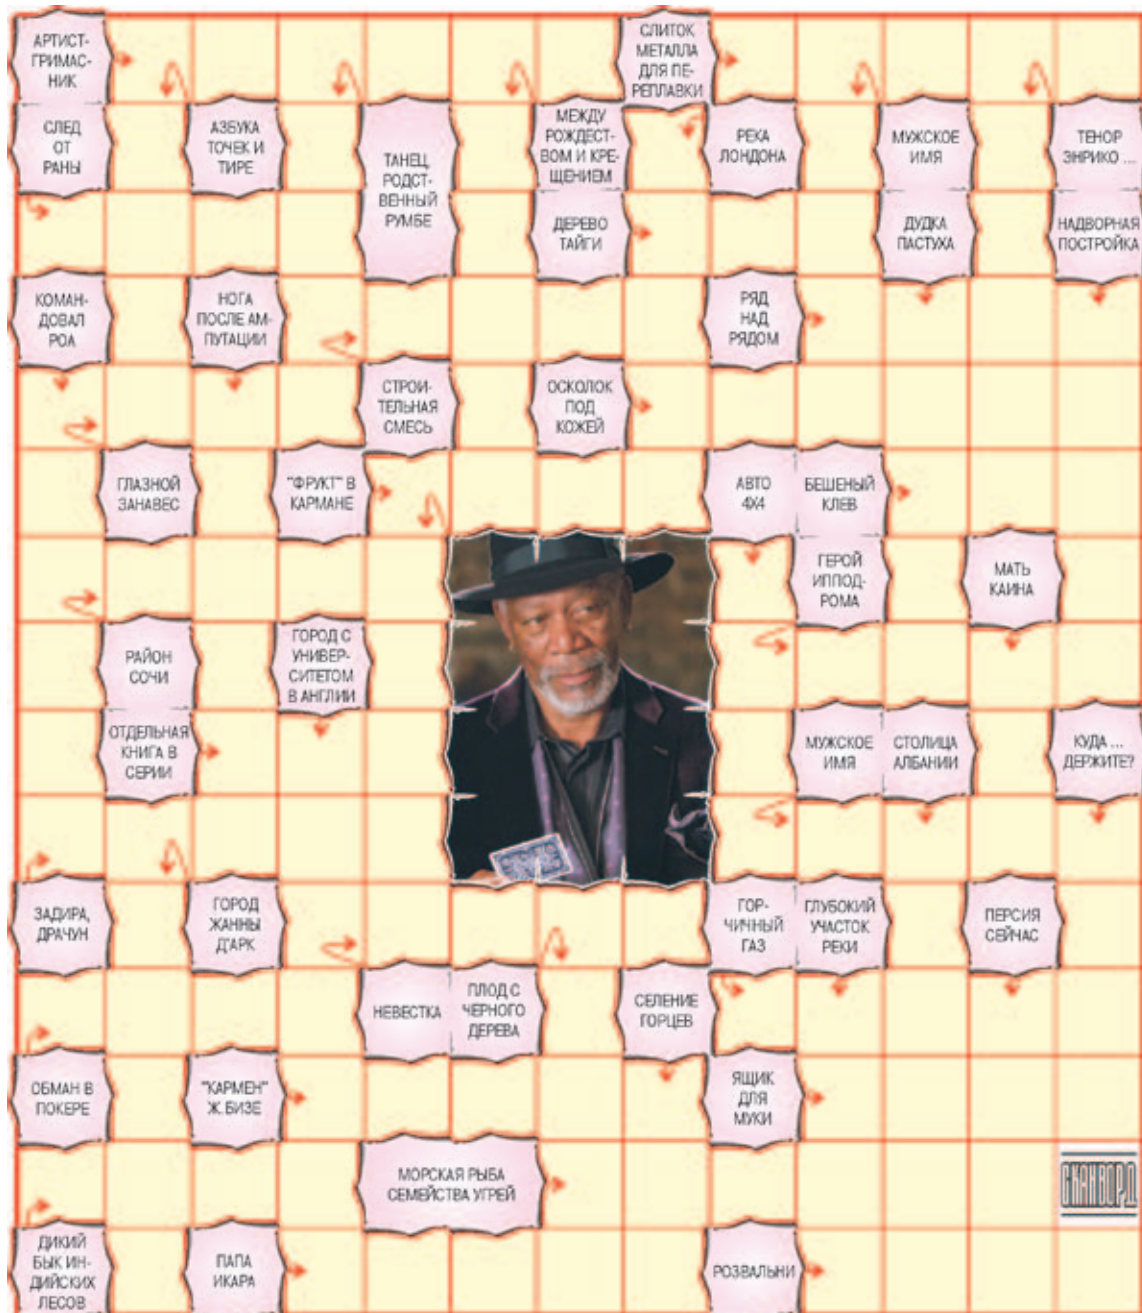 АРТИСТ-
ГРИМАС-
НИК
СЛИТОК
МЕТАЛЛА
ДЛЯ ПЕ-
РЕПЛАВКИ
СЛЕД
ОТ
РАНЫ
АЗБУКА
ТОЧЕК И
ТИРЕ
ТАНЕЦ,
РОДСТ-
ВЕННЫЙ
РУМБЕ
МЕЖДУ
РОЖДЕСТ-
ВОМ И КРЕ-
ЩЕНИЕМ
РЕКА
ЛОНДОНА
МУЖСКОЕ
ИМЯ
ТЕНОР
ЭНРИКО ...
ДЕРЕВО
ТАЙГИ
ДУДКА
ПАСТУХА
НАДВОРНАЯ
ПОСТРОЙКА
КОМАН-
ДОВАЛ
РОА
НОГА
ПОСЛЕ АМ-
ПУТАЦИИ
РЯД
НАД
РЯДОМ
СТРОИ-
ТЕЛЬНАЯ
СМЕСЬ
ОСКОЛОК
ПОД
КОЖЕЙ
ГЛАЗНОЙ
ЗАНАВЕС
"ФРУКТ" В
КАРМАНЕ
АВТО
4Х4
БЕШЕНЫЙ
КЛЕВ
ГЕРОЙ
ИППОД-
РОМА
МАТЬ
КАИНА
РАЙОН
СОЧИ
ГОРОД С
УНИВЕР-
СИТЕТОМ
В АНГЛИИ
ОТДЕЛЬНАЯ
КНИГА В
СЕРИИ
МУЖСКОЕ
ИМЯ
СТОЛИЦА
АЛБАНИИ
КУДА ...
ДЕРЖИТЕ?
ЗАДИРА,
ДРАЧУН
ГОРОД
ЖАННЫ
Д'АРК
ГОР-
ЧИЧНЫЙ
ГАЗ
ГЛУБОКИЙ
УЧАСТОК
РЕКИ
ПЕРСИЯ
СЕЙЧАС
НЕВЕСТКА
ПЛОД С
ЧЕРНОГО
ДЕРЕВА
СЕЛЕНИЕ
ГОРЦЕВ
ОБМАН В
ПОКЕРЕ
"КАРМЕН"
Ж.БИЗЕ
ЯЩИК
ДЛЯ
МУКИ
МОРСКАЯ РЫБА
СЕМЕЙСТВА УГРЕЙ
СКАНВОРД
ДИКИЙ
БЫК ИН-
ДИЙСКИХ
ЛЕСОВ
ПАПА
ИКАРА
РОЗВАЛЬНИ